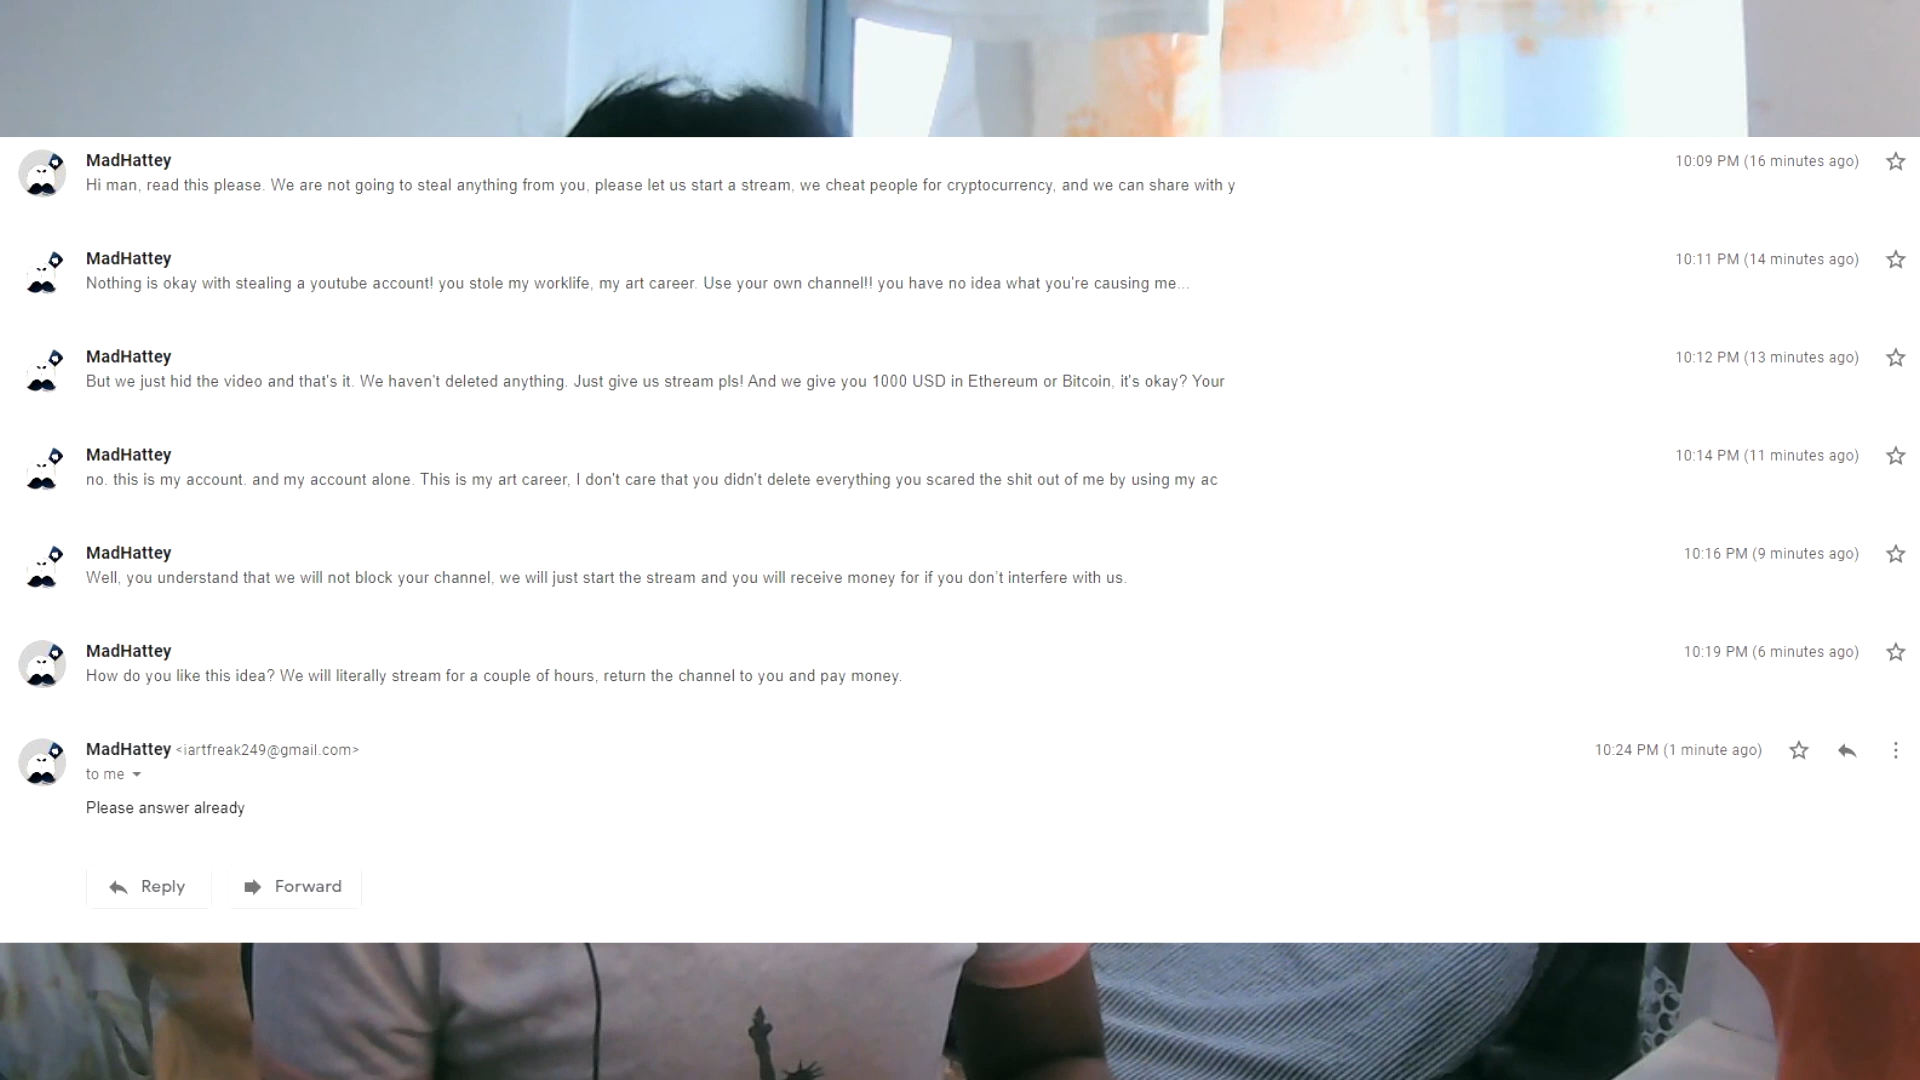 MadHattey 10:09 PM (16 minutes ago)
Hi man, read this please. We are not going to steal anything from you, please let us start a stream, we cheat people for cryptocurrency, and we can share with y
MadHattey 10:11 PM (14 minutes ago)
Nothing is okay with stealing a youtube account! you stole my worklife, my art career. Use your own channel!! you have no idea what you're causing me...
MadHattey 10:12 PM (13 minutes ago)
But we just hid the video and that's it. We haven't deleted anything. Just give us stream pls! And we give you 1000 USD in Ethereum or Bitcoin, it's okay? Your
MadHattey 10:14 PM (11 minutes ago)
no. this is my account. and my account alone. This is my art career, I don't care that you didn't delete everything you scared the shit out of me by using my ac
MadHattey 10:16 PM (9 minutes ago)
Well, you understand that we will not block your channel, we will just start the stream and you will receive money for if you don't interfere with us.
MadHattey 10:19 PM (6 minutes ago)
How do you like this idea? We will literally stream for a couple of hours, return the channel to you and pay money.
MadHattey <iartfreak249@gmail.com> 10:24 PM (1 minute ago)
to me
Please answer already
Reply Forward